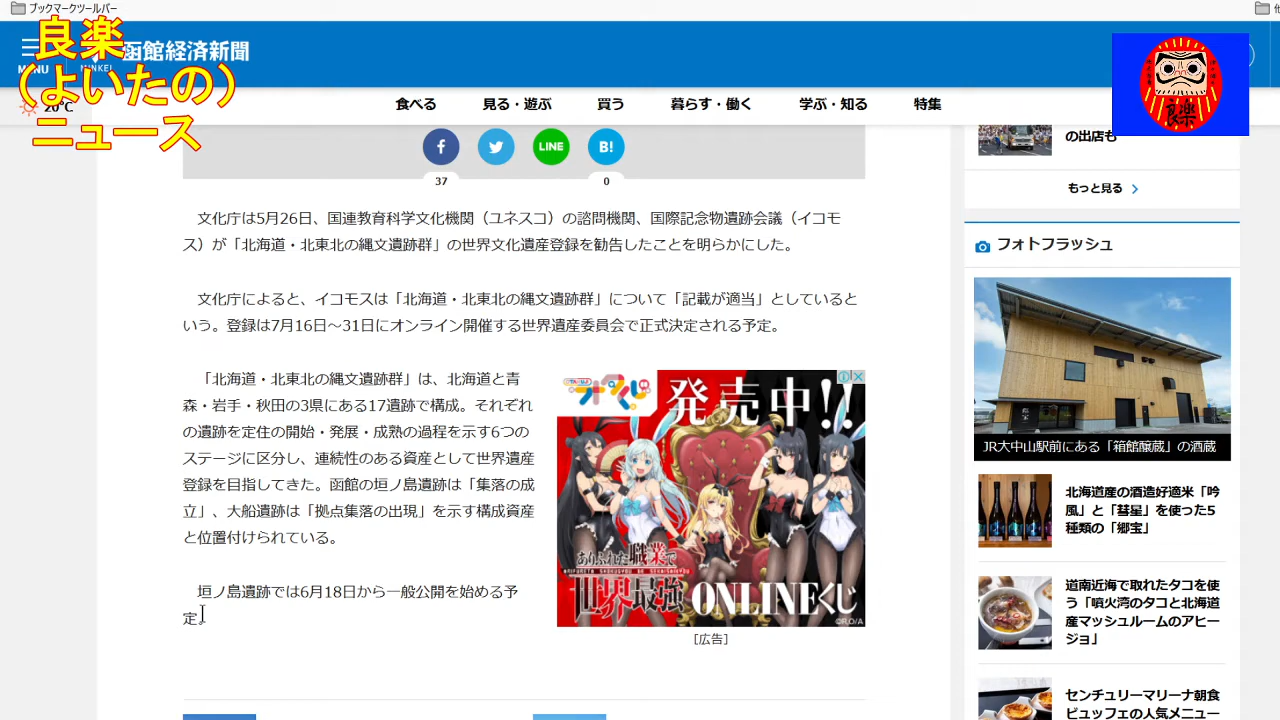 ブックマークツールバー
他
良楽
(よいたの)
ニュース
函館経済新聞
MENU
20℃
食べる
見る・遊ぶ
買う
暮らす・働く
学ぶ・知る
特集
良楽
の出店も
もっと見る
f
LINE
B!
37
0
文化庁は5月26日、国連教育科学文化機関（ユネスコ）の諮問機関、国際記念物遺跡会議（イコモ
ス）が「北海道・北東北の縄文遺跡群」の世界文化遺産登録を勧告したことを明らかにした。
文化庁によると、イコモスは「北海道・北東北の縄文遺跡群」について「記載が適当」としていると
いう。登録は7月16日～31日にオンライン開催する世界遺産委員会で正式決定される予定。
「北海道・北東北の縄文遺跡群」は、北海道と青
森・岩手・秋田の3県にある17遺跡で構成。それぞれ
の遺跡を定住の開始・発展・成熟の過程を示す6つの
ステージに区分し、連続性のある資産として世界遺産
登録を目指してきた。函館の垣ノ島遺跡は「集落の成
立」、大船遺跡は「拠点集落の出現」を示す構成資産
と位置付けられている。
垣ノ島遺跡では6月18日から一般公開を始める予
定。
発売中!!
ありふれた職業で
世界最強
ONLINEくじ
©R,O/A
[広告]
フォトフラッシュ
JR大中山駅前にある「箱館醸蔵」の酒蔵
北海道産の酒造好適米「吟
風」と「彗星」を使った5
種類の「郷宝」
道南近海で取れたタコを使
う「噴火湾のタコと北海道
産マッシュルームのアヒー
ジョ」
センチュリーマリーナ朝食
ビュッフェの人気メニュー